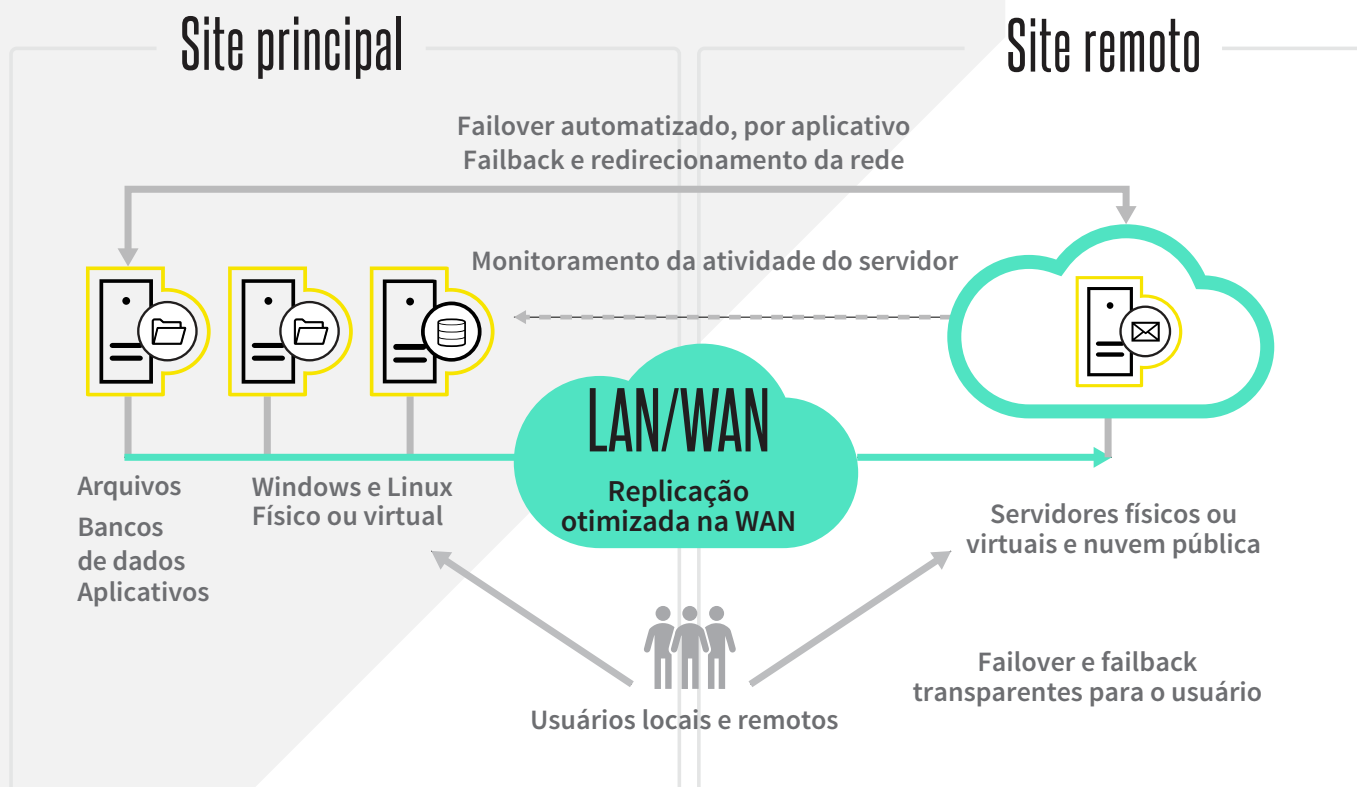 Site principal
Site remoto
Failover automatizado, por aplicativo
Failback e redirecionamento da rede
Monitoramento da atividade do servidor
LAN/WAN
Replicação
otimizada na WAN
Arquivos
Bancos
de dados
Aplicativos
Windows e Linux
Físico ou virtual
Servidores físicos ou
virtuais e nuvem pública
Failover e failback
transparentes para o usuário
Usuários locais e remotos